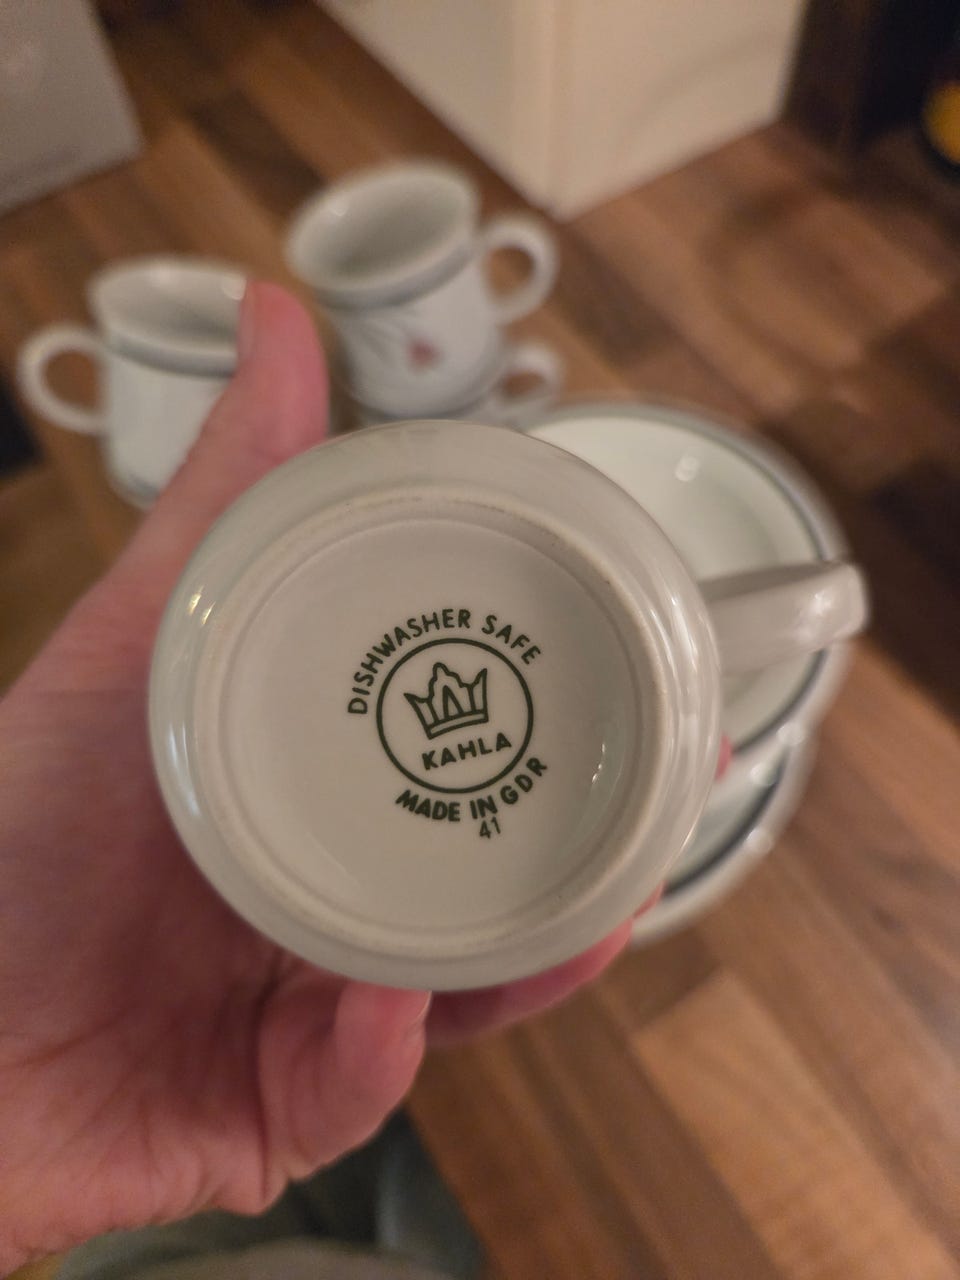 DISHWASHER SAFE
KAHLA
MADE IN GDR
41